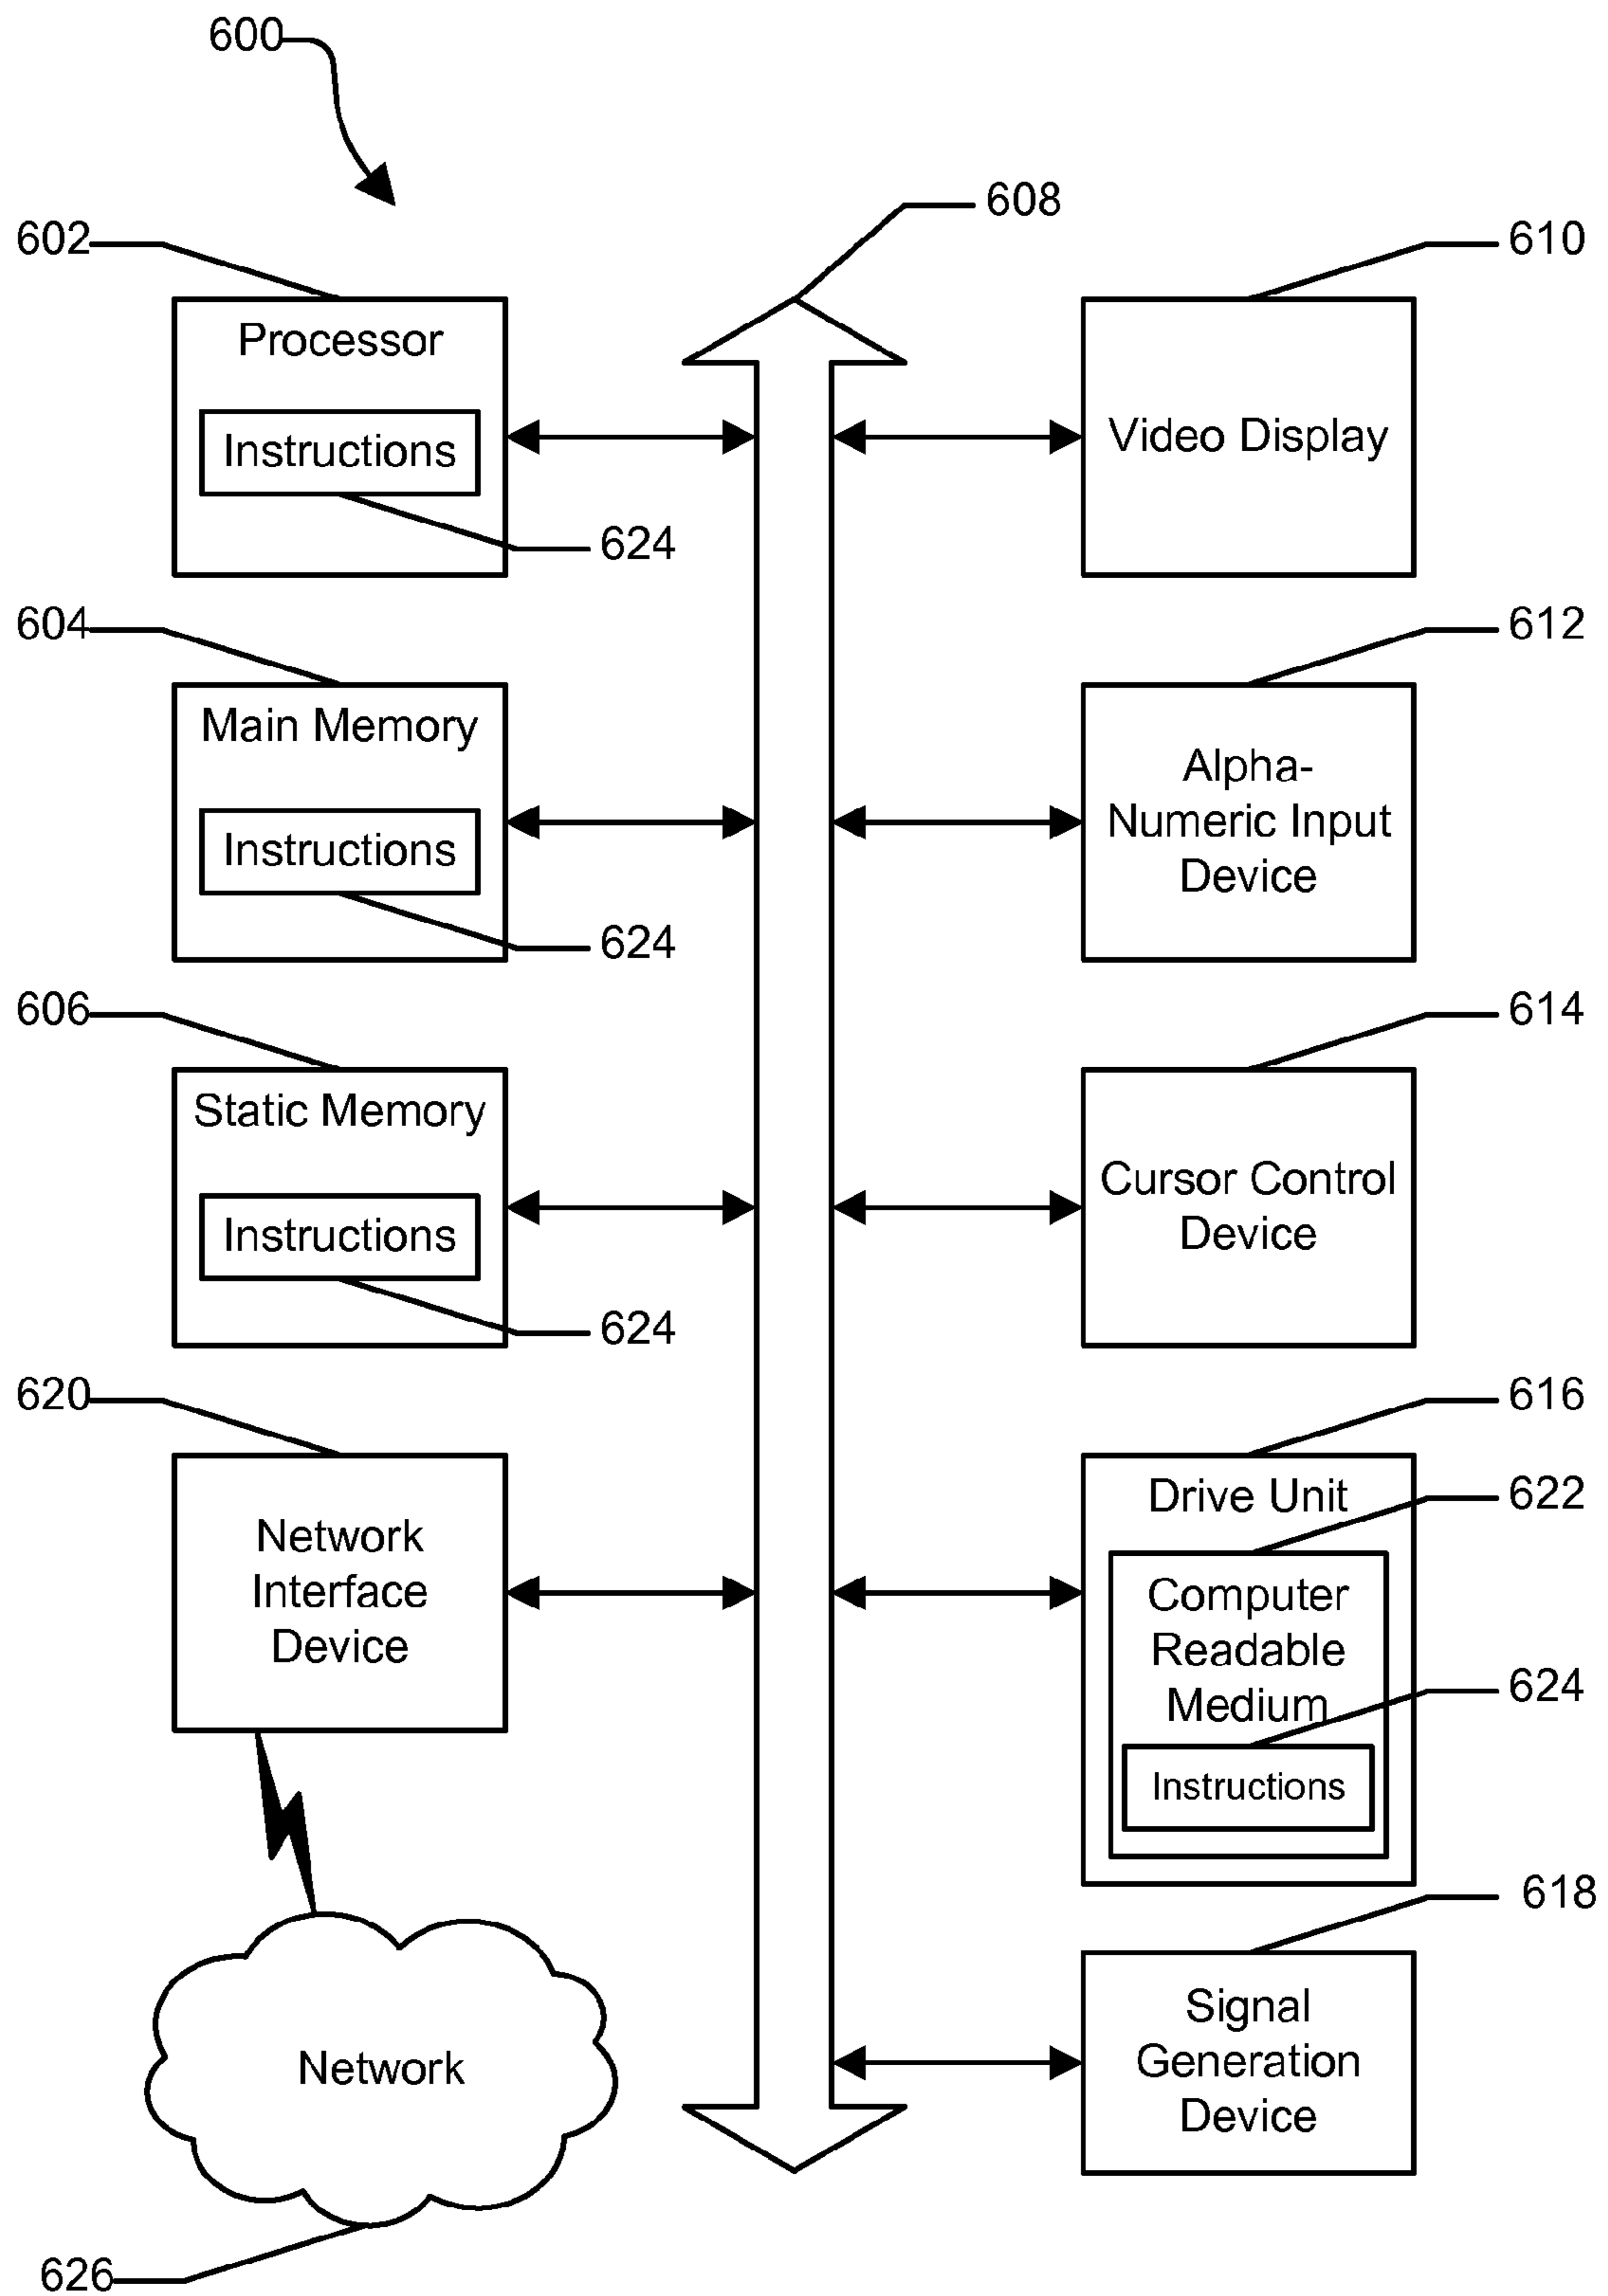 600
608
602
610
Processor
Instructions
624
Video Display
604
612
Main Memory
Instructions
624
Alpha-
Numeric Input
Device
606
614
Static Memory
Instructions
624
Cursor Control
Device
620
616
Network
Interface
Device
Drive Unit
622
Computer
Readable
Medium
624
Instructions
618
Signal
Generation
Device
Network
626